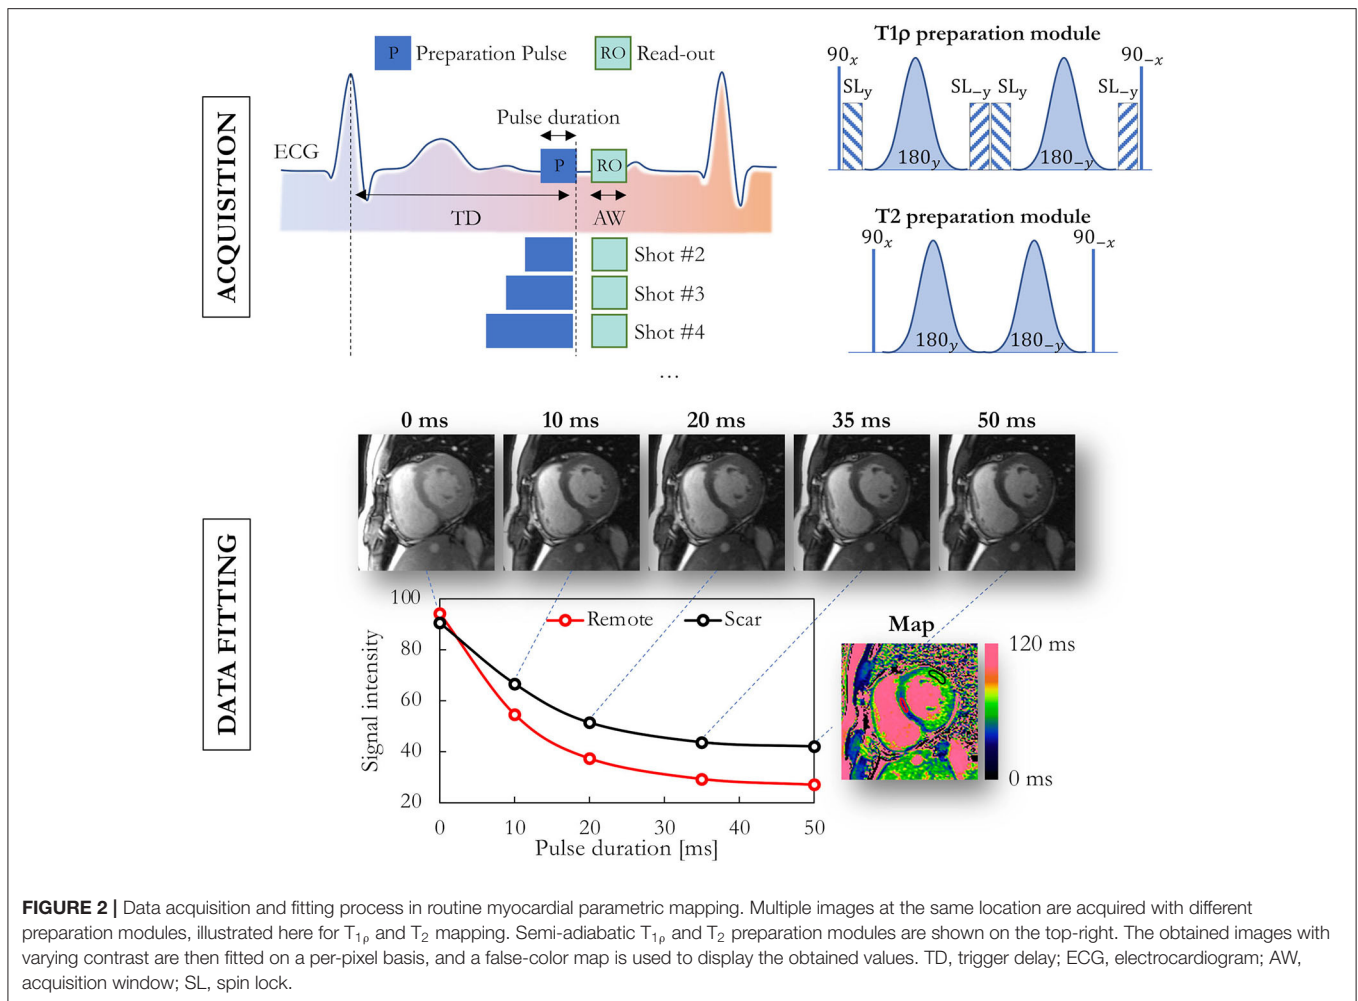 ACQUISITION
P Preparation Pulse RO Read-out
Pulse duration
ECG
P RO
TD AW
Shot #2
Shot #3
Shot #4
...
T1ρ preparation module
90x 90-x
SLy SL-y SLy SL-y
180y 180-y
T2 preparation module
90x 90-x
180y 180-y
DATA FITTING
0 ms 10 ms 20 ms 35 ms 50 ms
Signal intensity
100
80
60
40
20
Remote Scar
0 10 20 30 40 50
Pulse duration [ms]
Map
120 ms
0 ms
FIGURE 2 | Data acquisition and fitting process in routine myocardial parametric mapping. Multiple images at the same location are acquired with different
preparation modules, illustrated here for T1ρ and T2 mapping. Semi-adiabatic T1ρ and T2 preparation modules are shown on the top-right. The obtained images with
varying contrast are then fitted on a per-pixel basis, and a false-color map is used to display the obtained values. TD, trigger delay; ECG, electrocardiogram; AW,
acquisition window; SL, spin lock.